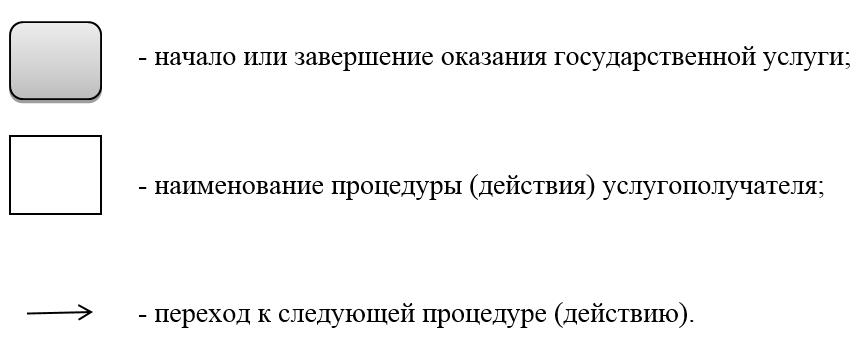 - начало или завершение оказания государственной услуги;
- наименование процедуры (действия) услугополучателя;
- переход к следующей процедуре (действию).